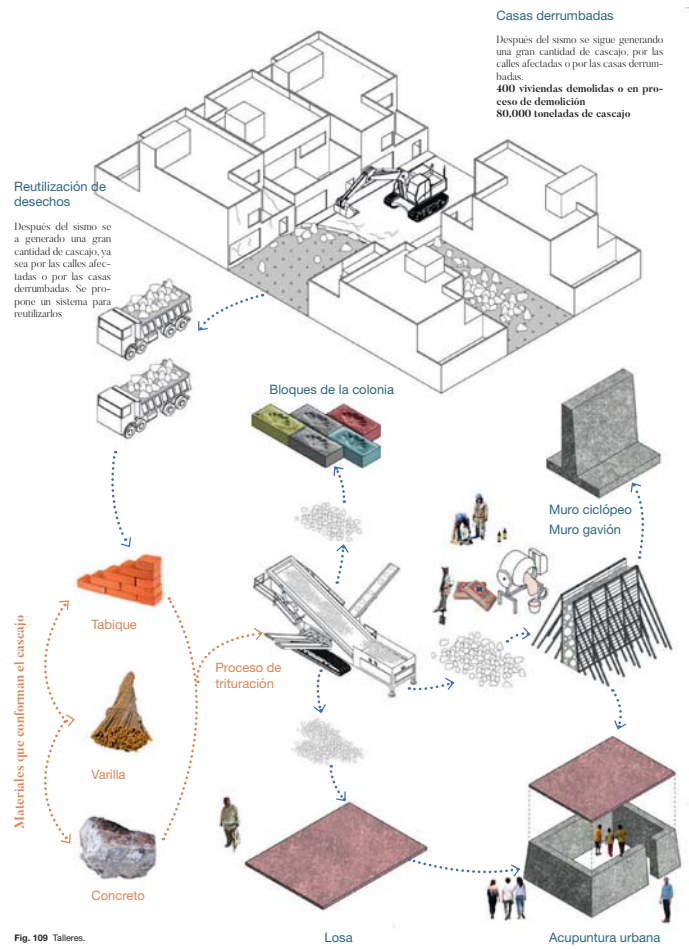 Casas derrumbadas
Después del sismo se sigue generando
una gran cantidad de cascajo, por las
calles afectadas o por las casas derrum-
badas.
400 viviendas demolidas o en pro-
ceso de demolición
80,000 toneladas de cascajo
Reutilización de
desechos
Después del sismo se
a generado una gran
cantidad de cascajo, ya
sea por las calles afec-
tadas o por las casas
derrumbadas. Se pro-
pone un sistema para
reutilizarlos
Bloques de la colonia
Muro ciclópeo
Muro gavión
Materiales que conforman el cascajo
Tabique
Proceso de
trituración
Varilla
Concreto
Fig. 109 Talleres.
Losa
Acupuntura urbana